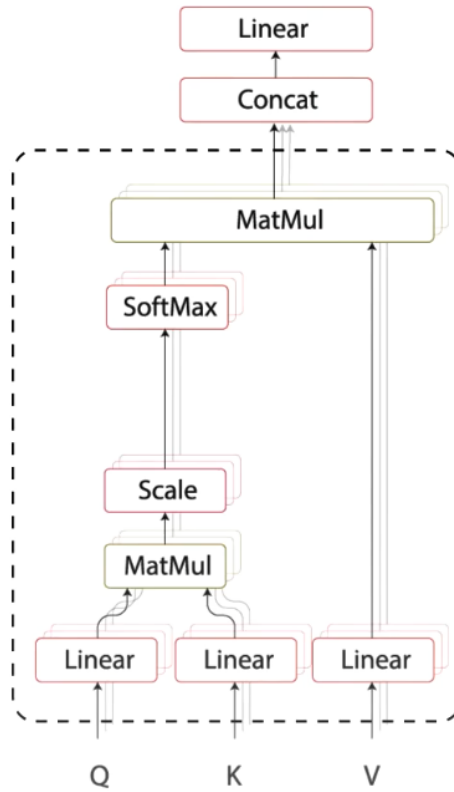 Linear
Concat
MatMul
SoftMax
Scale
MatMul
Linear Linear Linear
Q K V